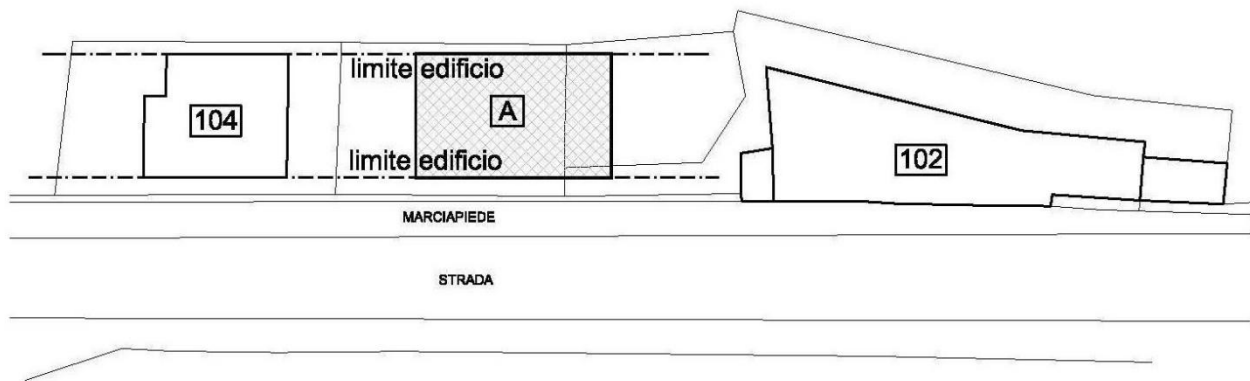 limite edificio
104
A
limite edificio
102
MARCIAPIEDE
STRADA